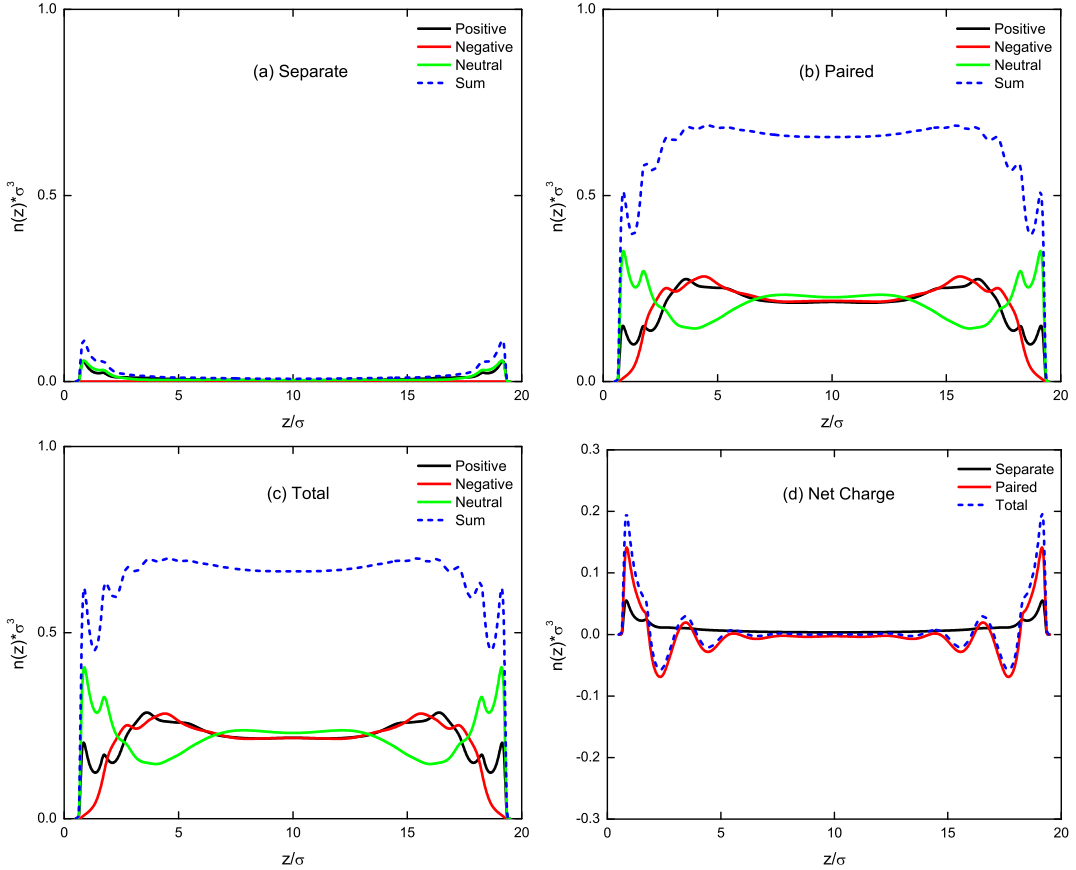 1.0
Positive
Negative
Neutral
Sum
(a) Separate
n(z)*σ³
0.5
0.0
0 5 10 15 20
z/σ
1.0
Positive
Negative
Neutral
Sum
(b) Paired
n(z)*σ³
0.5
0.0
0 5 10 15 20
z/σ
1.0
Positive
Negative
Neutral
Sum
(c) Total
n(z)*σ³
0.5
0.0
0 5 10 15 20
z/σ
0.3
Separate
Paired
Total
(d) Net Charge
0.2
0.1
n(z)*σ³
0.0
-0.1
-0.2
-0.3
0 5 10 15 20
z/σ